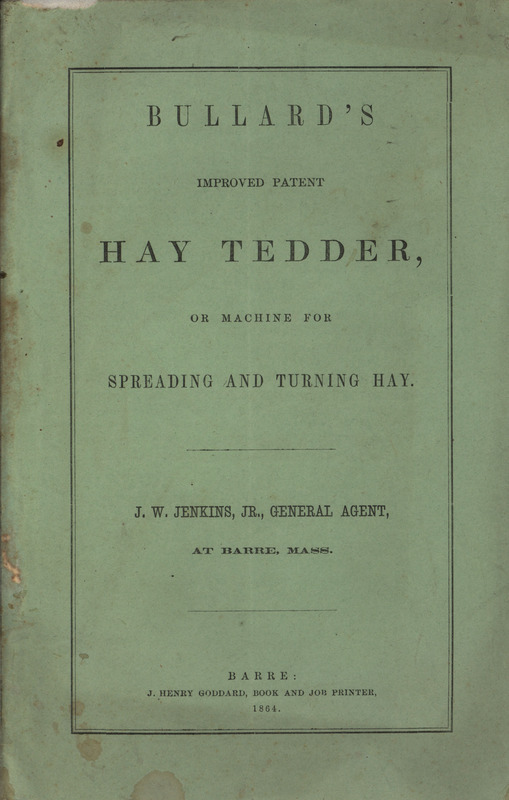 BULLARD'S
IMPROVED PATENT
HAY TEDDER,
OR MACHINE FOR
SPREADING AND TURNING HAY.
J. W. JENKINS, JR., GENERAL AGENT,
AT BARRE, MASS.
BARRE:
J. HENRY GODDARD, BOOK AND JOB PRINTER,
1864.